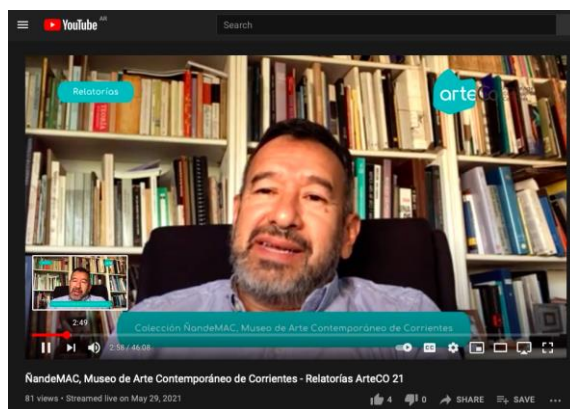 YouTube AR
Search
Relatorías
arte
2:49
Colección ÑandeMAC, Museo de Arte Contemporáneo de Corrientes
2:58 / 46:08
CC
ÑandeMAC, Museo de Arte Contemporáneo de Corrientes - Relatorías ArteCO 21
81 views • Streamed live on May 29, 2021
4 0 SHARE SAVE